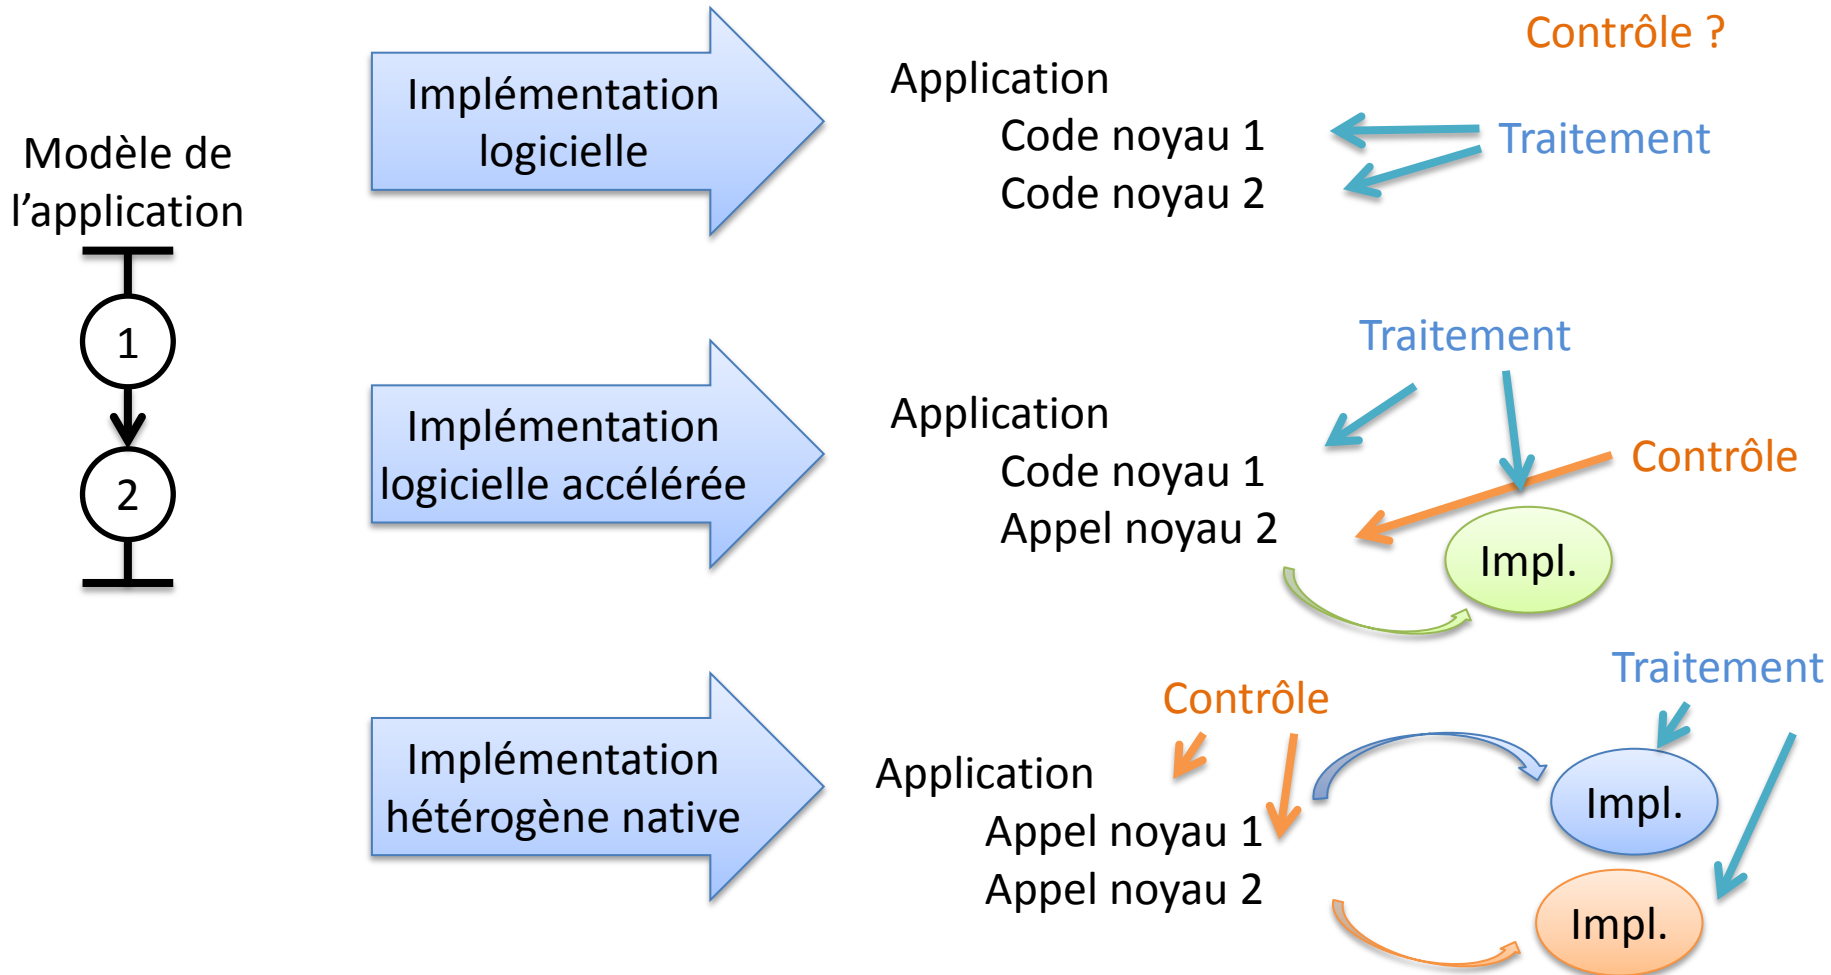 Modèle de
l’application
1
2
Implémentation
logicielle
Application
Code noyau 1
Code noyau 2
Contrôle ?
Traitement
Implémentation
logicielle accélérée
Application
Code noyau 1
Appel noyau 2
Traitement
Contrôle
Impl.
Implémentation
hétérogène native
Application
Appel noyau 1
Appel noyau 2
Contrôle
Traitement
Impl.
Impl.